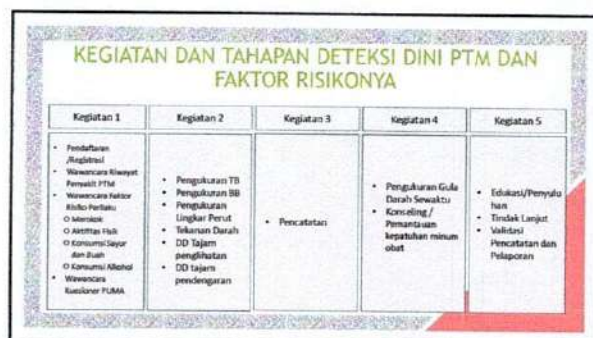 KEGIATAN DAN TAHAPAN DETEKSI DINI PTM DAN
FAKTOR RISIKONYA
Kegiatan 1
• Pendaftaran
/Registrasi
• Wawancara Riwayat
Penyakit PTM
• Wawancara Faktor
Risiko Perilaku
O Merokok
O Aktifitas Fisik
O Konsumsi Sayur
dan Buah
O Konsumsi Alkohol
• Wawancara
Kuesioner PUMA
Kegiatan 2
• Pengukuran TB
• Pengukuran BB
• Pengukuran
Lingkar Perut
• Tekanan Darah
• DD Tajam
penglihatan
• DD tajam
pendengaran
Kegiatan 3
• Pencatatan
Kegiatan 4
• Pengukuran Gula
Darah Sewaktu
• Konseling /
Pemantauan
kepatuhan minum
obat
Kegiatan 5
• Edukasi/Penyulu
han
• Tindak Lanjut
• Validasi
Pencatatan dan
Pelaporan